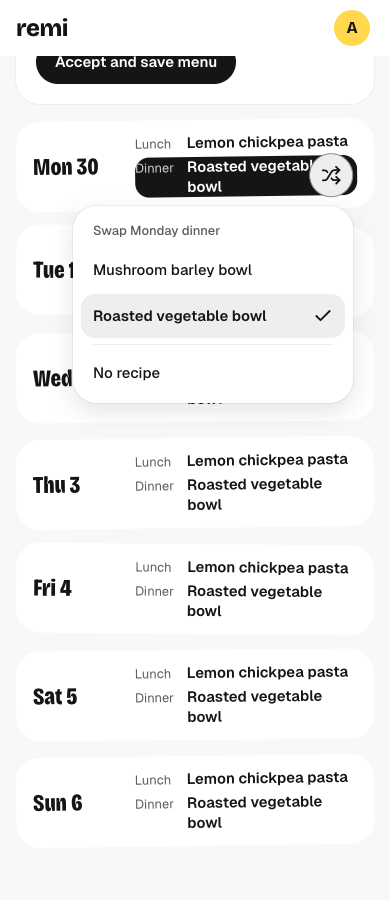 remi
A
Accept and save menu
Mon 30
Lunch Lemon chickpea pasta
Dinner Roasted vegetable
bowl
Swap Monday dinner
Mushroom barley bowl
Roasted vegetable bowl
No recipe
Tue
Wed
Thu 3
Lunch Lemon chickpea pasta
Dinner Roasted vegetable
bowl
Fri 4
Lunch Lemon chickpea pasta
Dinner Roasted vegetable
bowl
Sat 5
Lunch Lemon chickpea pasta
Dinner Roasted vegetable
bowl
Sun 6
Lunch Lemon chickpea pasta
Dinner Roasted vegetable
bowl